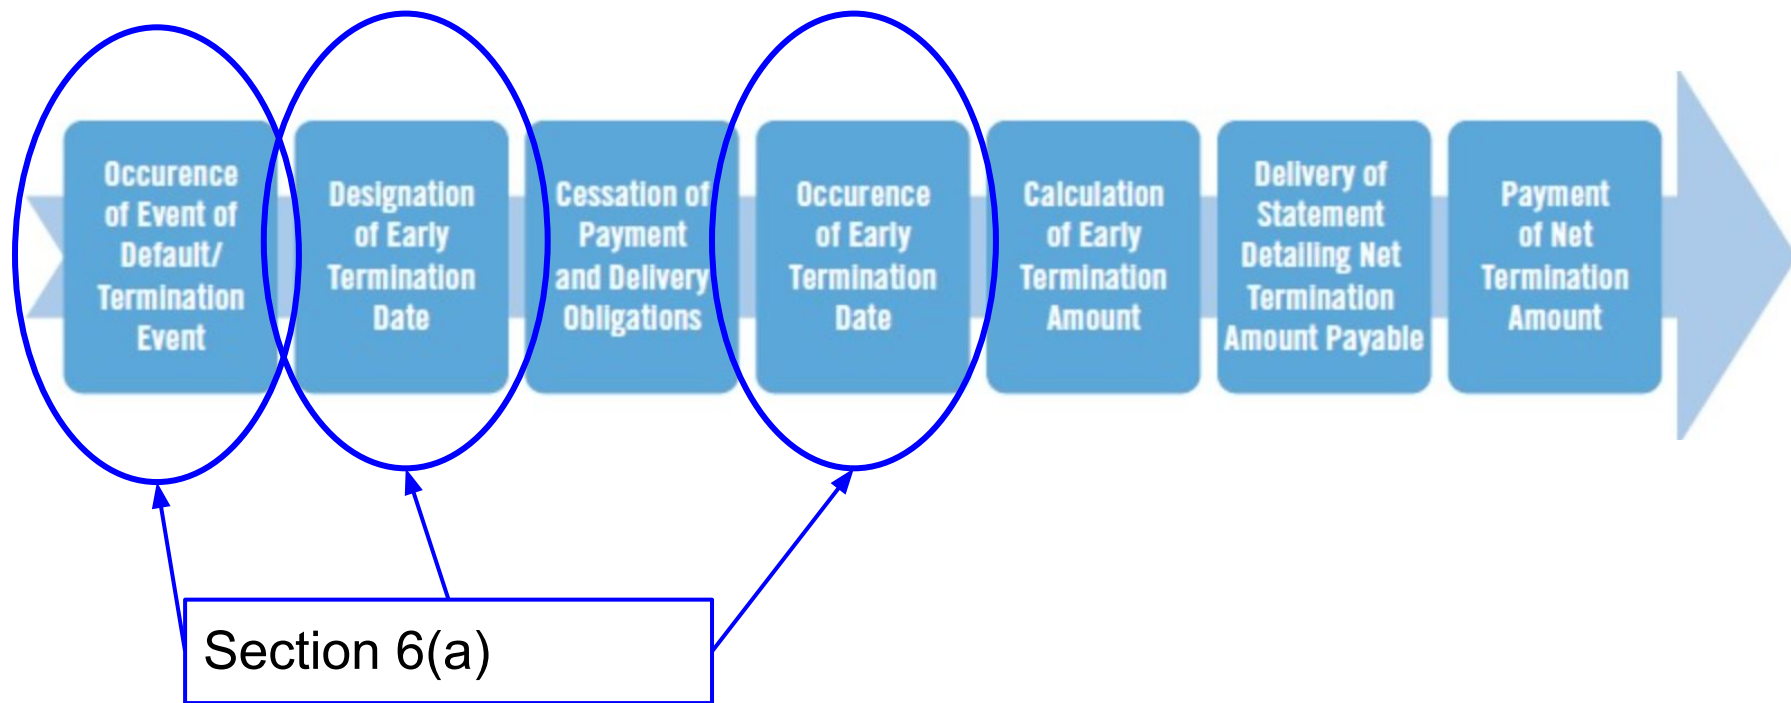 Occurence
of Event of
Default/
Termination
Event
Designation
of Early
Termination
Date
Cessation of
Payment
and Delivery
Obligations
Occurence
of Early
Termination
Date
Calculation
of Early
Termination
Amount
Delivery of
Statement
Detailing Net
Termination
Amount Payable
Payment
of Net
Termination
Amount
Section 6(a)